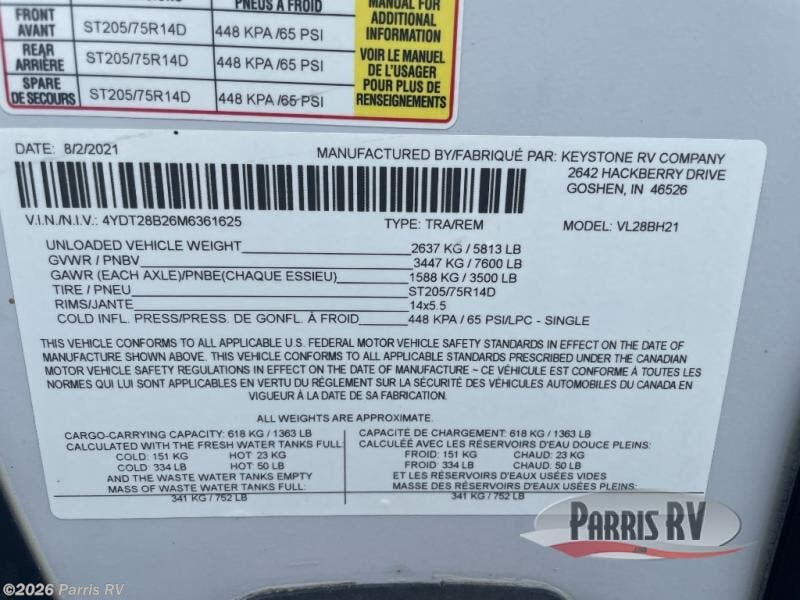 PNEUS À FROID
MANUAL FOR
ADDITIONAL
INFORMATION
VOIR LE MANUEL
DE L'USAGER
POUR PLUS DE
RENSEIGNEMENTS
FRONT
AVANT
ST205/75R14D
448 KPA /65 PSI
REAR
ARRIÈRE
ST205/75R14D
448 KPA /65 PSI
SPARE
DE SECOURS
ST205/75R14D
448 KPA /65 PSI
DATE: 8/2/2021
MANUFACTURED BY/FABRIQUÉ PAR: KEYSTONE RV COMPANY
2642 HACKBERRY DRIVE
GOSHEN, IN 46526
V.I.N./N.I.V.: 4YDT28B26M6361625 TYPE: TRA/REM MODEL: VL28BH21
UNLOADED VEHICLE WEIGHT 2637 KG / 5813 LB
GVWR / PNBV 3447 KG / 7600 LB
GAWR (EACH AXLE)/PNBE(CHAQUE ESSIEU) 1588 KG / 3500 LB
TIRE / PNEU ST205/75R14D
RIMS/JANTE 14x5.5
COLD INFL. PRESS/PRESS. DE GONFL. À FROID 448 KPA / 65 PSI/LPC - SINGLE
THIS VEHICLE CONFORMS TO ALL APPLICABLE U.S. FEDERAL MOTOR VEHICLE SAFETY STANDARDS IN EFFECT ON THE DATE OF
MANUFACTURE SHOWN ABOVE. THIS VEHICLE CONFORMS TO ALL APPLICABLE STANDARDS PRESCRIBED UNDER THE CANADIAN
MOTOR VEHICLE SAFETY REGULATIONS IN EFFECT ON THE DATE OF MANUFACTURE ~ CE VÉHICULE EST CONFORME À TOUTES LES
NORMES QUI LUI SONT APPLICABLES EN VERTU DU RÉGLEMENT SUR LA SÉCURITÉ DES VÉHICULES AUTOMOBILES DU CANADA EN
VIGUEUR À LA DATE DE SA FABRICATION.
ALL WEIGHTS ARE APPROXIMATE.
CARGO-CARRYING CAPACITY: 618 KG / 1363 LB
CALCULATED WITH THE FRESH WATER TANKS FULL
COLD: 151 KG HOT: 23 KG
COLD: 334 LB HOT: 50 LB
AND THE WASTE WATER TANKS EMPTY
MASS OF WASTE WATER TANKS FULL:
341 KG / 752 LB
CAPACITÉ DE CHARGEMENT: 618 KG / 1363 LB
CALCULÉE AVEC LES RÉSERVOIRS D'EAU DOUCE PLEINS:
FROID: 151 KG CHAUD: 23 KG
FROID: 334 LB CHAUD: 50 LB
ET LES RÉSERVOIRS D'EAUX USÉES VIDES
MASSE DES RÉSERVOIRS D'EAUX USÉES PLEINS:
341 KG / 752 LB
PARRIS RV
©2026 Parris RV